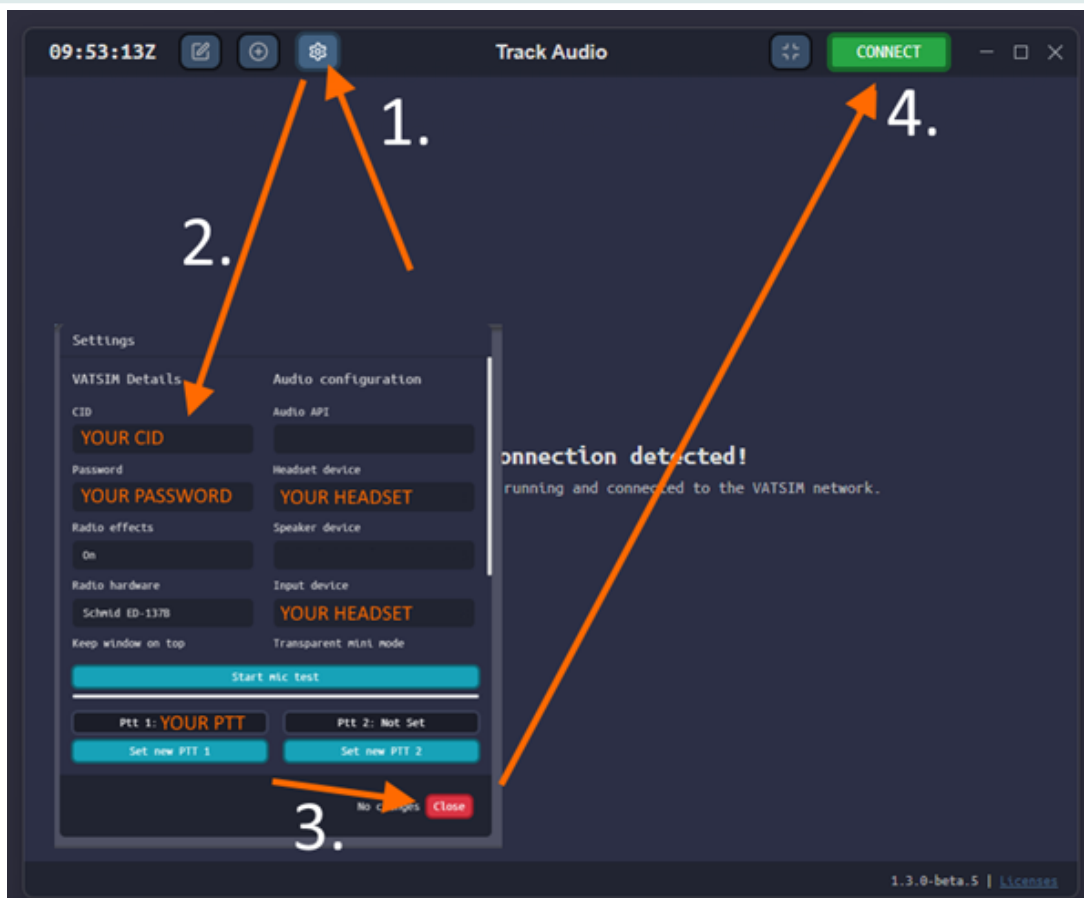 09:53:13Z Track Audio CONNECT
1.
4.
2.
Settings
VATSIM Details Audio configuration
CID Audio API
YOUR CID
onnection detected!
Password Headset device
running and connected to the VATSIM network.
YOUR PASSWORD YOUR HEADSET
Radio effects Speaker device
On
Radio hardware Input device
Schmid ED-137B YOUR HEADSET
Keep window on top Transparent mini mode
Start mic test
Ptt 1: YOUR PTT Ptt 2: Not Set
Set new PTT 1 Set new PTT 2
No changes Close
3.
1.3.0-beta.5 | Licenses